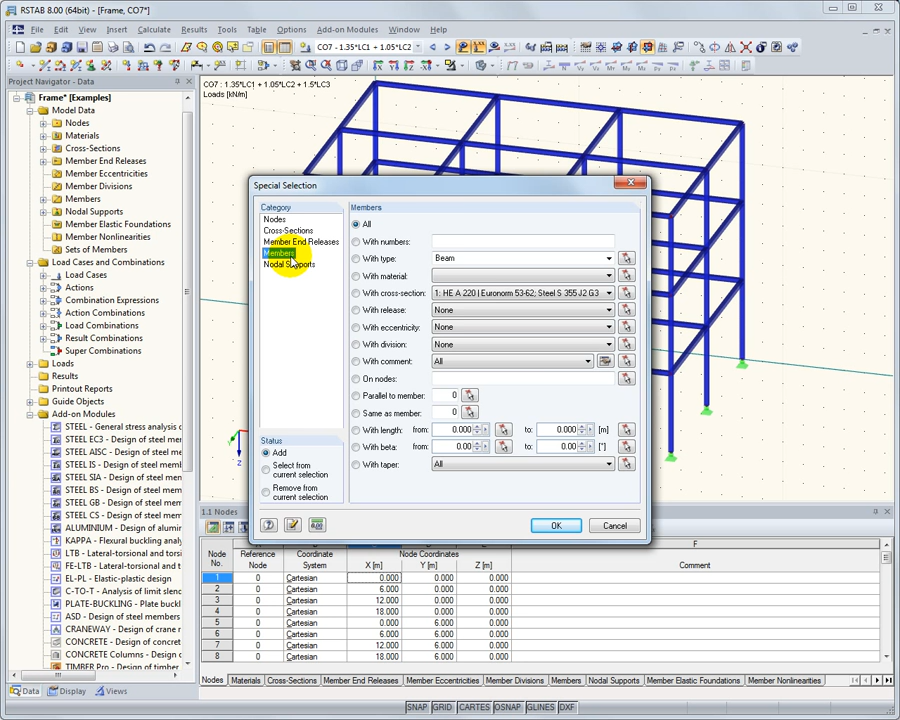 RSTAB 8.00 (64bit) - [Frame, CO7*]
File Edit View Insert Calculate Results Tools Table Options Add-on Modules Window Help
CO7 - 1.35*LC1 + 1.05*LC2
Project Navigator - Data
Frame* [Examples]
Model Data
Nodes
Materials
Cross-Sections
Member End Releases
Member Eccentricities
Member Divisions
Members
Nodal Supports
Member Elastic Foundations
Member Nonlinearities
Sets of Members
Load Cases and Combinations
Load Cases
Actions
Combination Expressions
Action Combinations
Load Combinations
Result Combinations
Super Combinations
Loads
Results
Printout Reports
Guide Objects
Add-on Modules
STEEL - General stress analysis
STEEL EC3 - Design of steel mem
STEEL AISC - Design of steel me
STEEL IS - Design of steel memb
STEEL SIA - Design of steel mem
STEEL BS - Design of steel mem
STEEL GB - Design of steel mem
STEEL CS - Design of steel mem
ALUMINIUM - Design of alumin
KAPPA - Flexural buckling analy
LTB - Lateral-torsional and torsi
FE-LTB - Lateral-torsional and to
EL-PL - Elastic-plastic design
C-TO-T - Analysis of limit slend
PLATE-BUCKLING - Plate buckl
ASD - Design of steel members
CRANEWAY - Design of crane r
CONCRETE - Design of concret
CONCRETE Columns - Design o
TIMBER Pro - Design of timber
Data Display Views
CO7 : 1.35*LC1 + 1.05*LC2 + 1.5*LC3
Loads [kN/m]
Special Selection
Category
Nodes
Cross-Sections
Member End Releases
Members
Nodal Supports
Status
Add
Select from
current selection
Remove from
current selection
Members
All
With numbers:
With type: Beam
With material:
With cross-section: 1: HE A 220 | Euronorm 53-62; Steel S 355 J2 G3
With release: None
With eccentricity: None
With division: None
With comment: All
On nodes:
Parallel to member: 0
Same as member: 0
With length: from: 0.000 to: 0.000 [m]
With beta: from: 0.00 to: 0.00 [°]
With taper: All
OK Cancel
1.1 Nodes
F
Node Reference Coordinate Node Coordinates
No. Node System X [m] Y [m] Z [m] Comment
1 0 Cartesian 0.000 0.000 0.000
2 0 Cartesian 6.000 0.000 0.000
3 0 Cartesian 12.000 0.000 0.000
4 0 Cartesian 18.000 0.000 0.000
5 0 Cartesian 0.000 6.000 0.000
6 0 Cartesian 6.000 6.000 0.000
7 0 Cartesian 12.000 6.000 0.000
8 0 Cartesian 18.000 6.000 0.000
Nodes Materials Cross-Sections Member End Releases Member Eccentricities Member Divisions Members Nodal Supports Member Elastic Foundations Member Nonlinearities
SNAP GRID CARTES OSNAP GLINES DXF